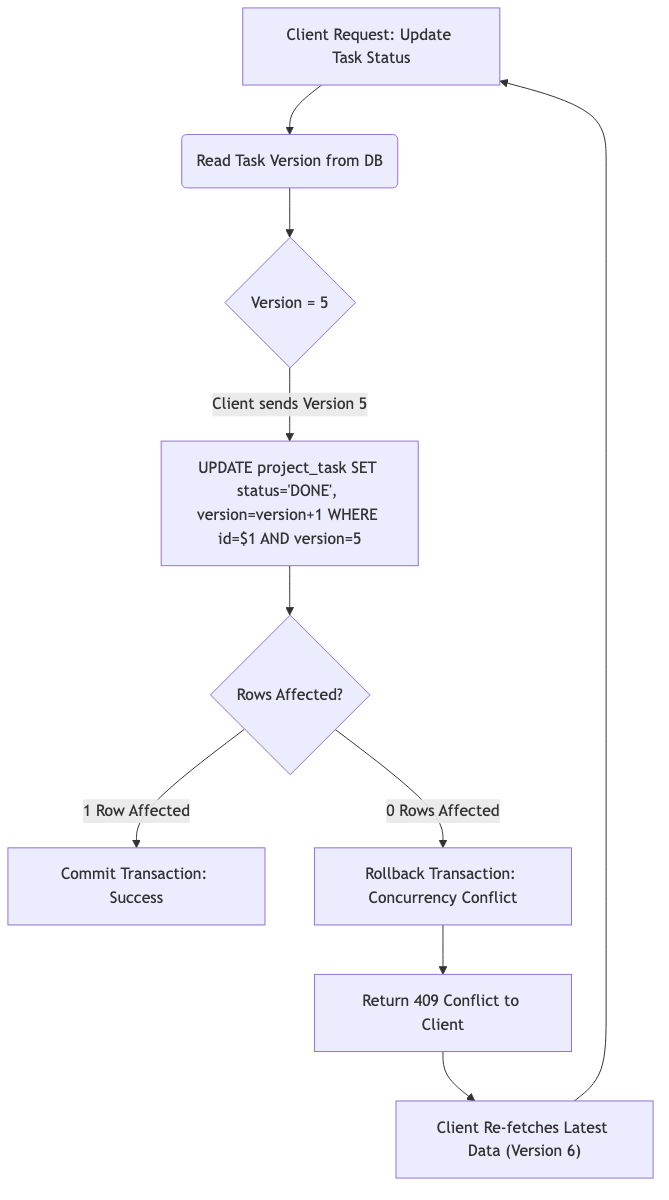 Client Request: Update
Task Status
Read Task Version from DB
Version = 5
Client sends Version 5
UPDATE project_task SET
status='DONE',
version=version+1 WHERE
id=$1 AND version=5
Rows Affected?
1 Row Affected
0 Rows Affected
Commit Transaction:
Success
Rollback Transaction:
Concurrency Conflict
Return 409 Conflict to
Client
Client Re-fetches Latest
Data (Version 6)